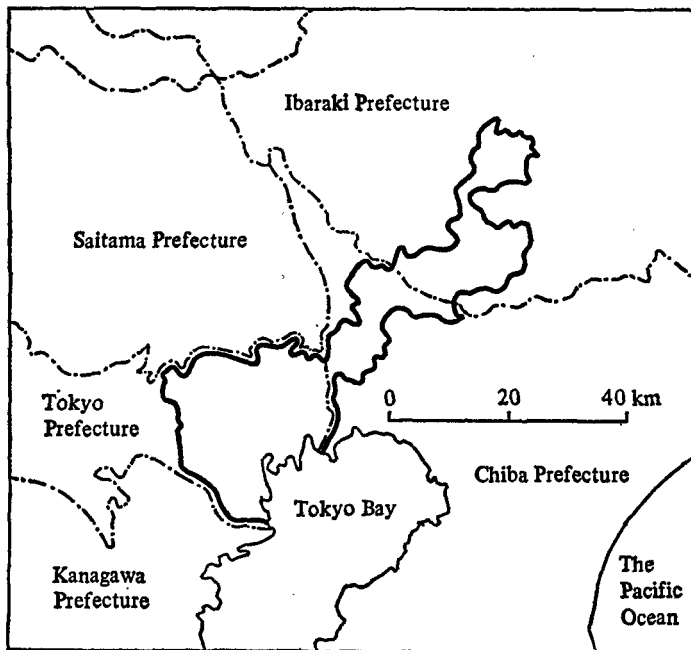 Ibaraki Prefecture
Saitama Prefecture
Tokyo
Prefecture
0 20 40 km
Chiba Prefecture
Tokyo Bay
Kanagawa
Prefecture
The
Pacific
Ocean